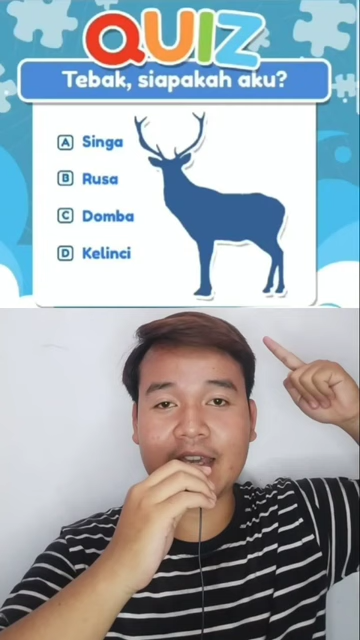 QUIZ
Tebak, siapakah aku?
A Singa
B Rusa
C Domba
D Kelinci